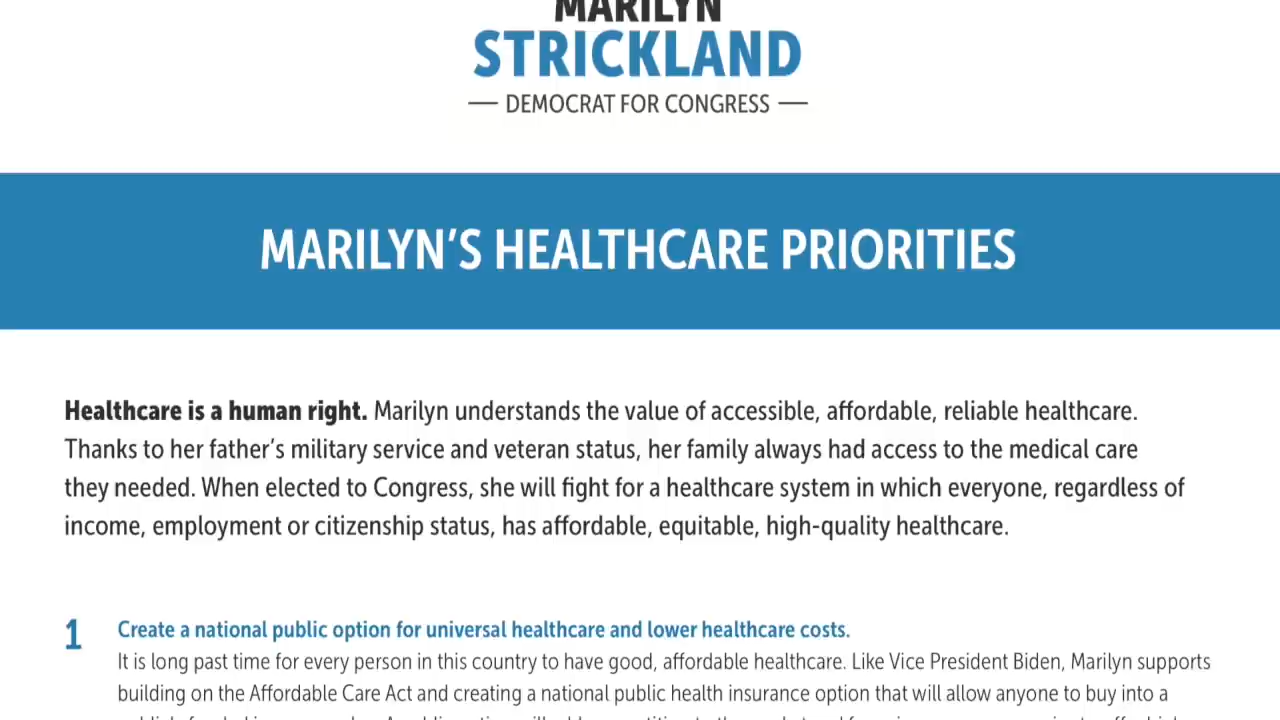 MARILYN
STRICKLAND
— DEMOCRAT FOR CONGRESS —
MARILYN'S HEALTHCARE PRIORITIES
Healthcare is a human right. Marilyn understands the value of accessible, affordable, reliable healthcare.
Thanks to her father's military service and veteran status, her family always had access to the medical care
they needed. When elected to Congress, she will fight for a healthcare system in which everyone, regardless of
income, employment or citizenship status, has affordable, equitable, high-quality healthcare.
1 Create a national public option for universal healthcare and lower healthcare costs.
It is long past time for every person in this country to have good, affordable healthcare. Like Vice President Biden, Marilyn supports
building on the Affordable Care Act and creating a national public health insurance option that will allow anyone to buy into a